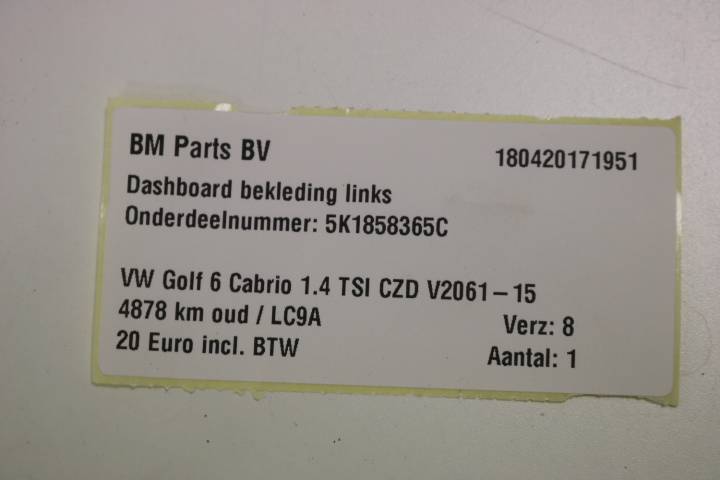 BM Parts BV 180420171951
Dashboard bekleding links
Onderdeelnummer: 5K1858365C
VW Golf 6 Cabrio 1.4 TSI CZD V2061-15
4878 km oud / LC9A Verz: 8
20 Euro incl. BTW Aantal: 1